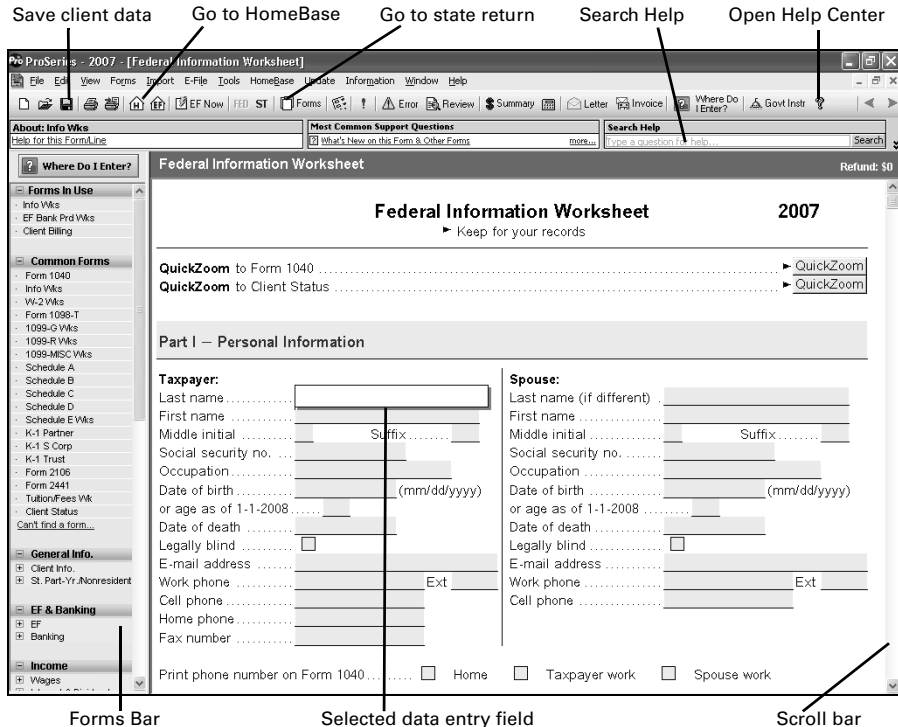 Save client data Go to HomeBase Go to state return Search Help Open Help Center
ProSeries - 2007 - [Federal Information Worksheet]
File Edit View Forms Import E-File Tools HomeBase Update Information Window Help
EF Now FED ST Forms Error Review Summary Letter Invoice Where Do I Enter? Govt Instr
About: Info Wks
Help for this Form/Line
Most Common Support Questions
What's New on this Form & Other Forms more...
Search Help
Type a question for help... Search
Where Do I Enter?
Federal Information Worksheet Refund: $0
Forms In Use
Info Wks
EF Bank Prd Wks
Client Billing
Common Forms
Form 1040
Info Wks
W-2 Wks
Form 1098-T
1099-G Wks
1099-R Wks
1099-MISC Wks
Schedule A
Schedule B
Schedule C
Schedule D
Schedule E Wks
K-1 Partner
K-1 S Corp
K-1 Trust
Form 2106
Form 2441
Tuition/Fees Wk
Client Status
Can't find a form...
General Info.
Client Info.
St. Part-Yr./Nonresident
EF & Banking
EF
Banking
Income
Wages
Federal Information Worksheet 2007
Keep for your records
QuickZoom to Form 1040 QuickZoom
QuickZoom to Client Status QuickZoom
Part I – Personal Information
Taxpayer:
Last name
First name
Middle initial Suffix
Social security no.
Occupation
Date of birth (mm/dd/yyyy)
or age as of 1-1-2008
Date of death
Legally blind
E-mail address
Work phone Ext
Cell phone
Home phone
Fax number
Spouse:
Last name (if different)
First name
Middle initial Suffix
Social security no.
Occupation
Date of birth (mm/dd/yyyy)
or age as of 1-1-2008
Date of death
Legally blind
E-mail address
Work phone Ext
Cell phone
Print phone number on Form 1040 Home Taxpayer work Spouse work
Forms Bar Selected data entry field Scroll bar